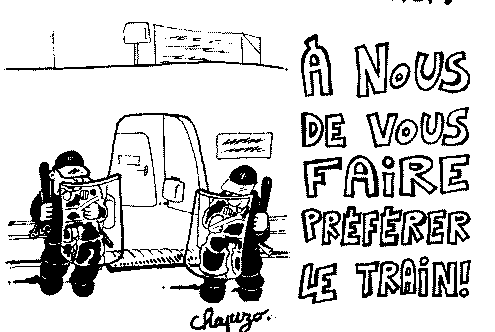 À NOUS
DE VOUS
FAIRE
PRÉFÉRER
LE TRAIN!
Chapuzo.